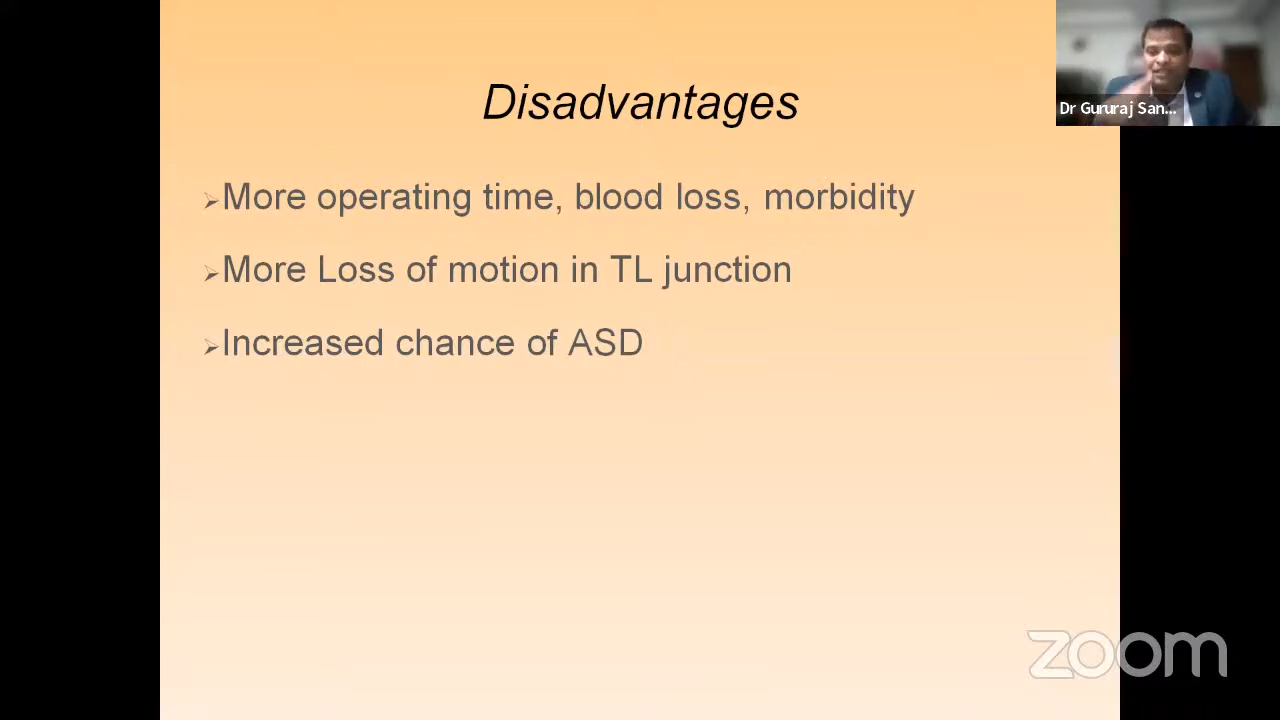 Disadvantages
Dr Gururaj San...
More operating time, blood loss, morbidity
More Loss of motion in TL junction
Increased chance of ASD
zoom